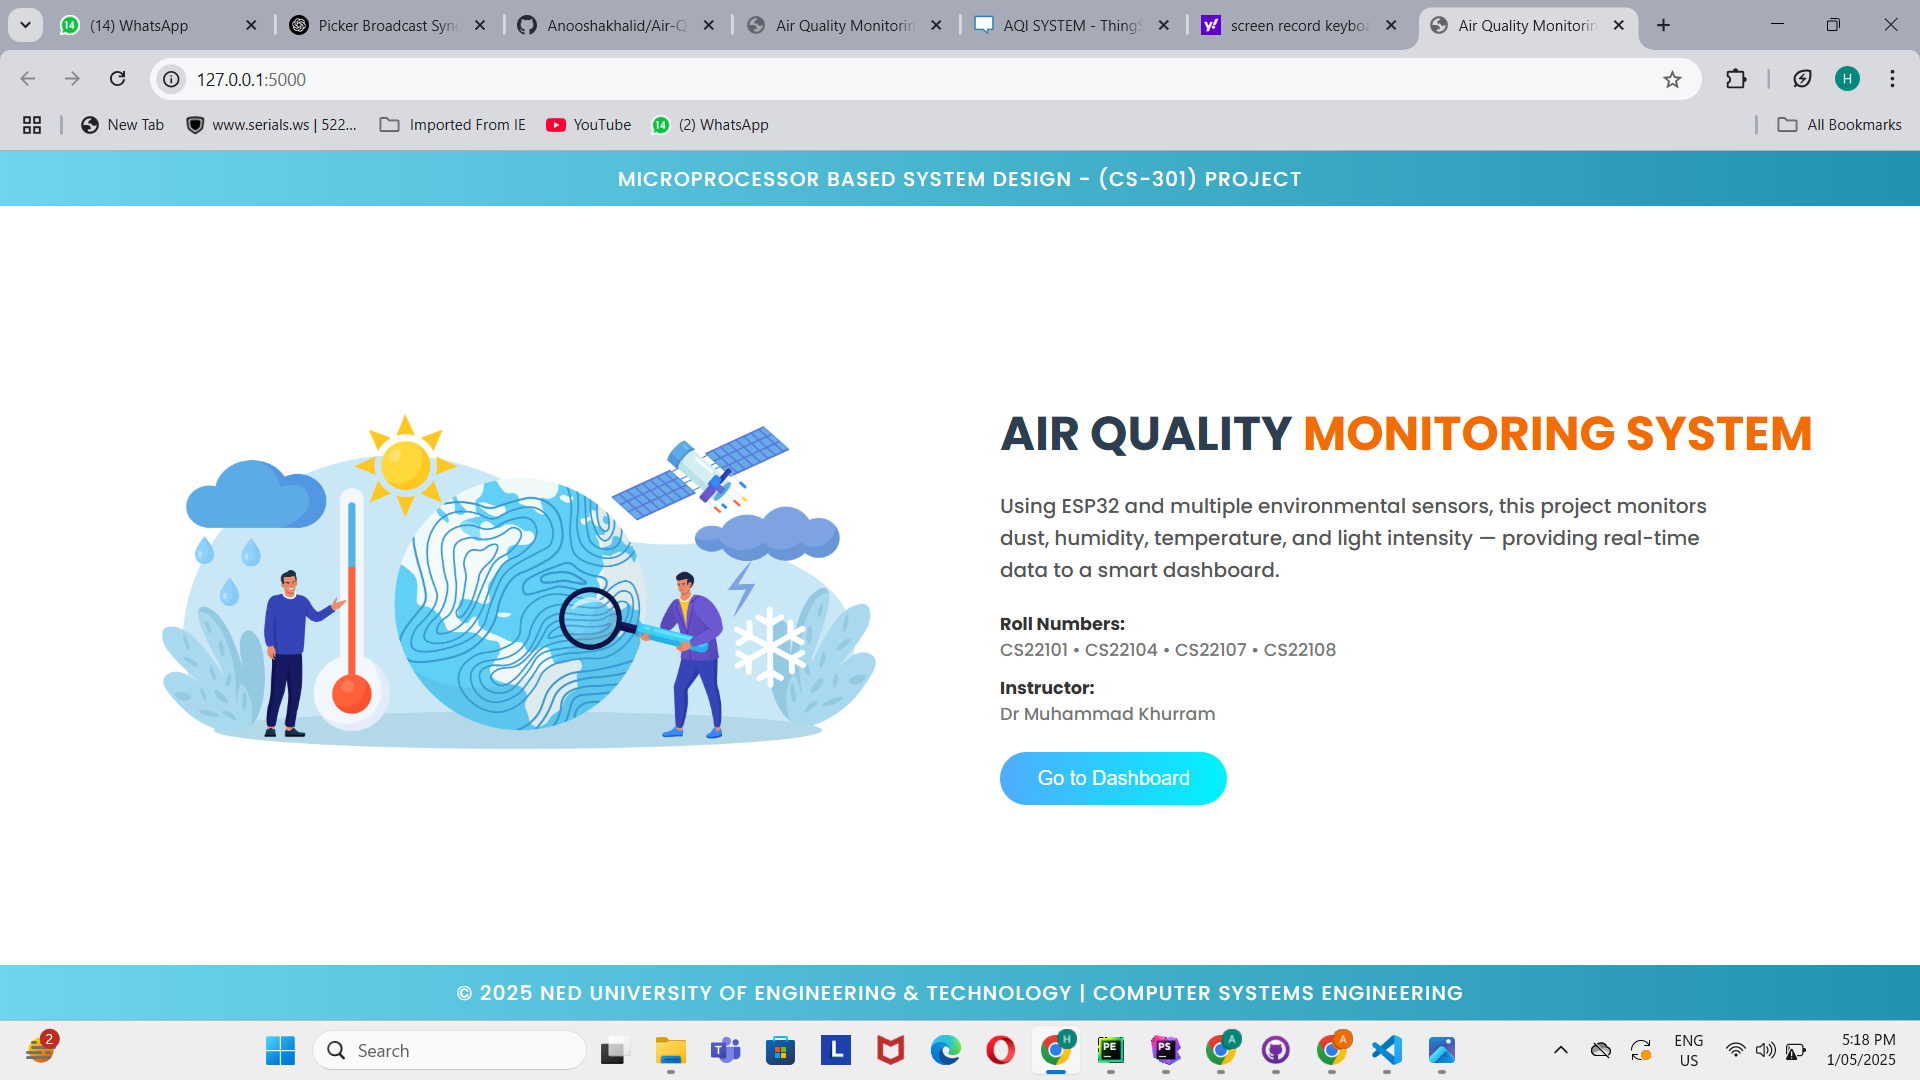 (14) WhatsApp
Picker Broadcast Sync
Anooshakhalid/Air-Q
Air Quality Monitorin
AQI SYSTEM - Thing
screen record keyboa
Air Quality Monitorin
127.0.0.1:5000
H
New Tab
www.serials.ws | 522...
Imported From IE
YouTube
14
(2) WhatsApp
All Bookmarks
MICROPROCESSOR BASED SYSTEM DESIGN - (CS-301) PROJECT
AIR QUALITY MONITORING SYSTEM
Using ESP32 and multiple environmental sensors, this project monitors
dust, humidity, temperature, and light intensity — providing real-time
data to a smart dashboard.
Roll Numbers:
CS22101 • CS22104 • CS22107 • CS22108
Instructor:
Dr Muhammad Khurram
Go to Dashboard
© 2025 NED UNIVERSITY OF ENGINEERING & TECHNOLOGY | COMPUTER SYSTEMS ENGINEERING
2
Search
ENG
US
5:18 PM
1/05/2025